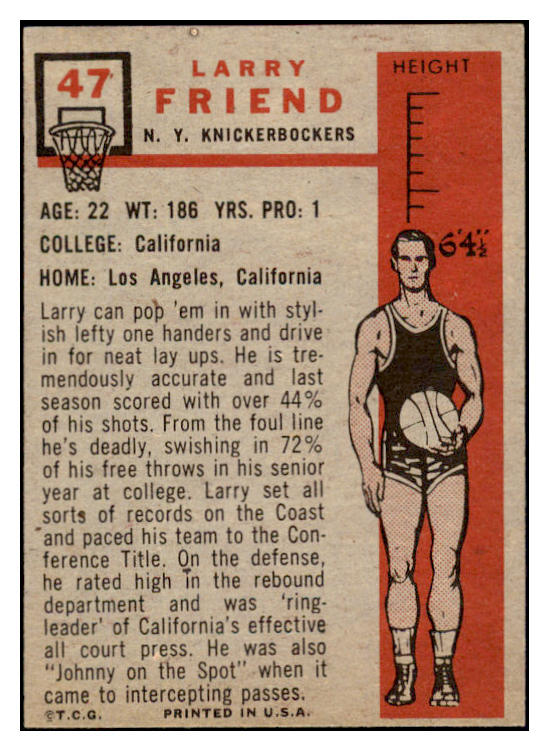 47
LARRY
FRIEND
N. Y. KNICKERBOCKERS
HEIGHT
6'4½"
AGE: 22 WT: 186 YRS. PRO: 1
COLLEGE: California
HOME: Los Angeles, California
Larry can pop 'em in with styl-
ish lefty one handers and drive
in for neat lay ups. He is tre-
mendously accurate and last
season scored with over 44%
of his shots. From the foul line
he's deadly, swishing in 72%
of his free throws in his senior
year at college. Larry set all
sorts of records on the Coast
and paced his team to the Con-
ference Title. On the defense,
he rated high in the rebound
department and was 'ring-
leader' of California's effective
all court press. He was also
"Johnny on the Spot" when it
came to intercepting passes.
©T.C.G. PRINTED IN U.S.A.